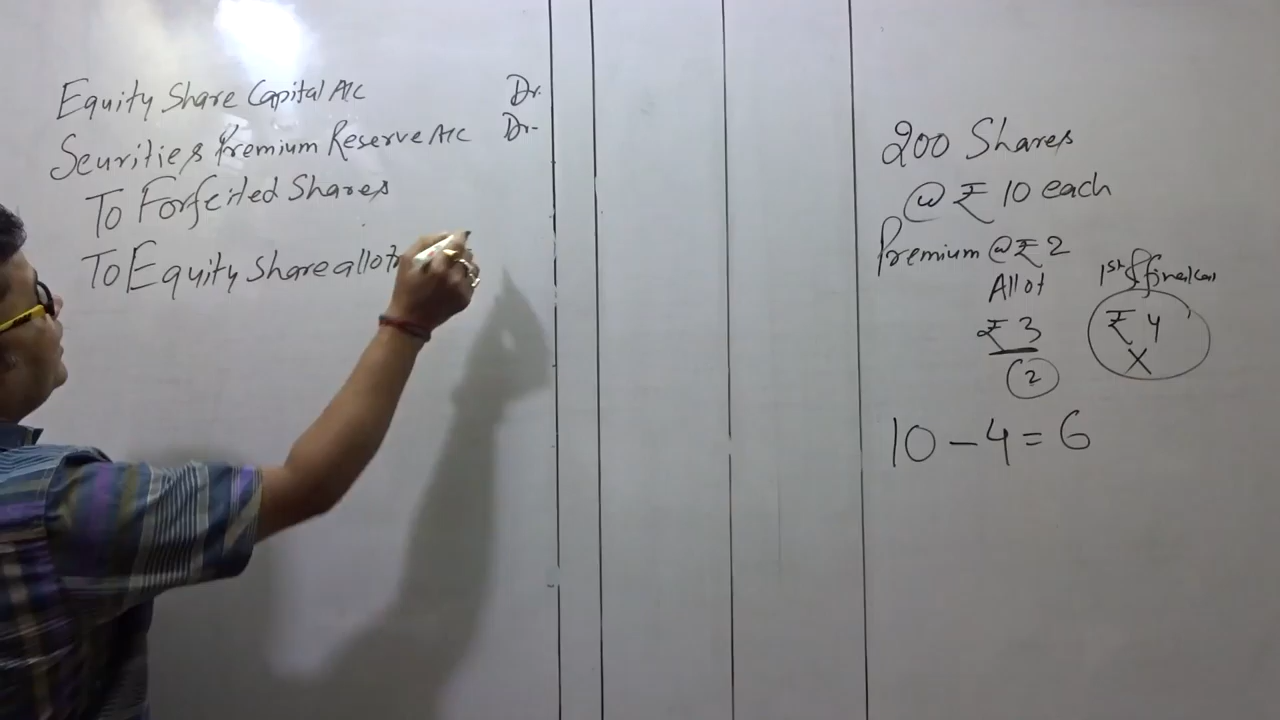 Equity Share Capital A/c Dr.
Securities Premium Reserve A/c Dr.
To Forfeited Shares
To Equity Share allot
200 Shares
@ ₹ 10 each
Premium @ ₹ 2
Allot 1st & final Call
₹ 3 ₹ 4
2 X
10 - 4 = 6